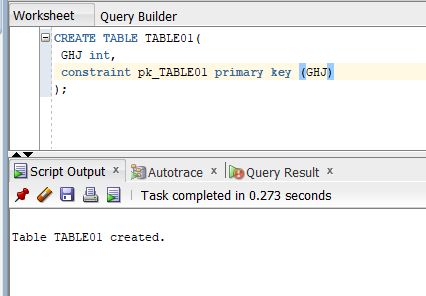 Worksheet Query Builder
CREATE TABLE TABLE01(
GHJ int,
constraint pk_TABLE01 primary key (GHJ)
);
Script Output x Autotrace x Query Result x
Task completed in 0.273 seconds
Table TABLE01 created.